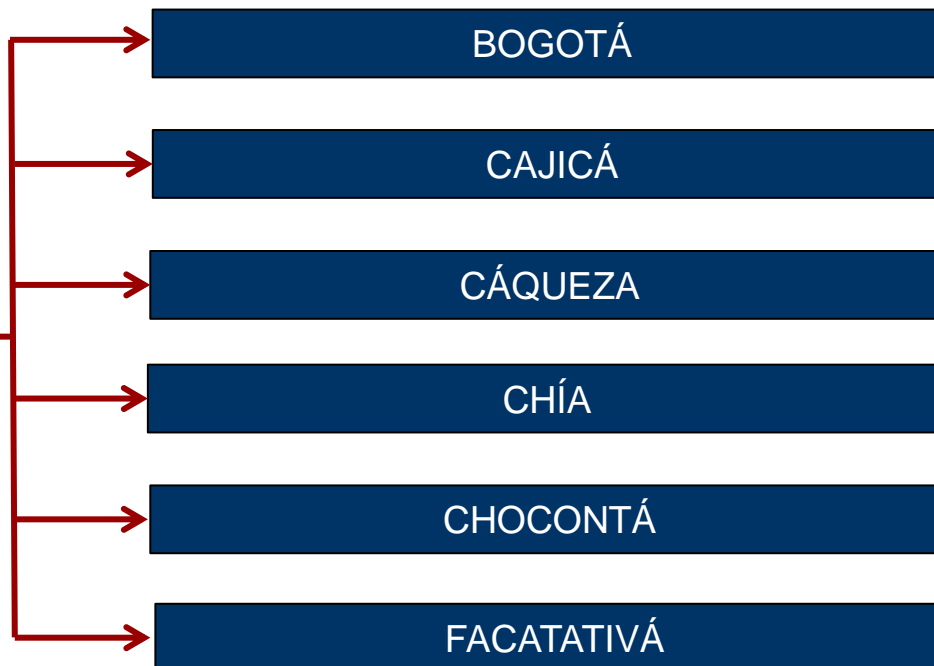 BOGOTÁ
CAJICÁ
CÁQUEZA
CHÍA
CHOCONTÁ
FACATATIVÁ